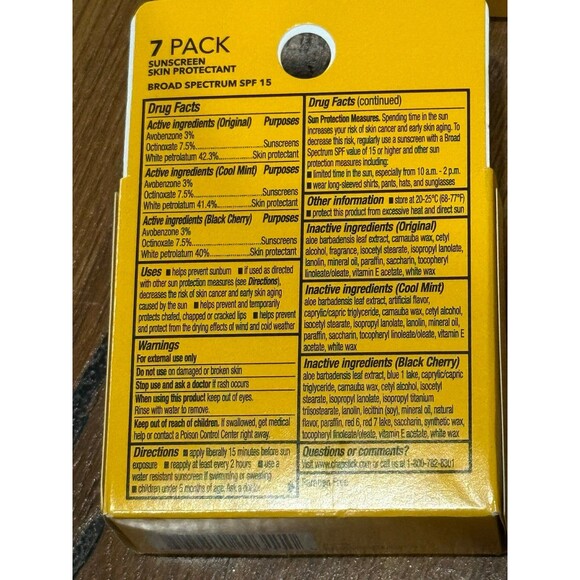 7 PACK
SUNSCREEN
SKIN PROTECTANT
BROAD SPECTRUM SPF 15
Drug Facts
Active ingredients (Original) Purposes
Avobenzone 3%
Octinoxate 7.5%..............Sunscreens
White petrolatum 42.3%..........Skin protectant
Active ingredients (Cool Mint) Purposes
Avobenzone 3%
Octinoxate 7.5%..............Sunscreens
White petrolatum 41.4%..........Skin protectant
Active ingredients (Black Cherry) Purposes
Avobenzone 3%
Octinoxate 7.5%..............Sunscreens
White petrolatum 40%..........Skin protectant
Uses ■ helps prevent sunburn ■ if used as directed
with other sun protection measures (see Directions),
decreases the risk of skin cancer and early skin aging
caused by the sun ■ helps prevent and temporarily
protects chafed, chapped or cracked lips ■ helps prevent
and protect from the drying effects of wind and cold weather
Warnings
For external use only
Do not use on damaged or broken skin
Stop use and ask a doctor if rash occurs
When using this product keep out of eyes.
Rinse with water to remove.
Keep out of reach of children. If swallowed, get medical
help or contact a Poison Control Center right away.
Directions ■ apply liberally 15 minutes before sun
exposure ■ reapply at least every 2 hours ■ use a
water resistant sunscreen if swimming or sweating
■ children under 6 months of age: Ask a doctor
Drug Facts (continued)
Sun Protection Measures. Spending time in the sun
increases your risk of skin cancer and early skin aging. To
decrease this risk, regularly use a sunscreen with a Broad
Spectrum SPF value of 15 or higher and other sun
protection measures including:
■ limited time in the sun, especially from 10 a.m. - 2 p.m.
■ wear long-sleeved shirts, pants, hats, and sunglasses
Other information ■ store at 20-25°C (68-77°F)
■ protect this product from excessive heat and direct sun
Inactive ingredients (Original)
aloe barbadensis leaf extract, carnauba wax, cetyl
alcohol, fragrance, isocetyl stearate, isopropyl lanolate,
lanolin, mineral oil, paraffin, saccharin, tocopheryl
linoleate/oleate, vitamin E acetate, white wax
Inactive ingredients (Cool Mint)
aloe barbadensis leaf extract, artificial flavor,
caprylic/capric triglyceride, carnauba wax, cetyl alcohol,
isocetyl stearate, isopropyl lanolate, lanolin, mineral oil,
paraffin, saccharin, tocopheryl linoleate/oleate, vitamin E
acetate, white wax
Inactive ingredients (Black Cherry)
aloe barbadensis leaf extract, blue 1 lake, caprylic/capric
triglyceride, carnauba wax, cetyl alcohol, isocetyl
stearate, isopropyl lanolate, isopropyl titanium
triisostearate, lanolin, lecithin (soy), mineral oil, natural
flavor, paraffin, red 6, red 7 lake, saccharin, synthetic wax,
tocopheryl linoleate/oleate, vitamin E acetate, white wax
Questions or comments?
Visit www.chapstick.com or call us at 1-800-782-8301
Paraben Free